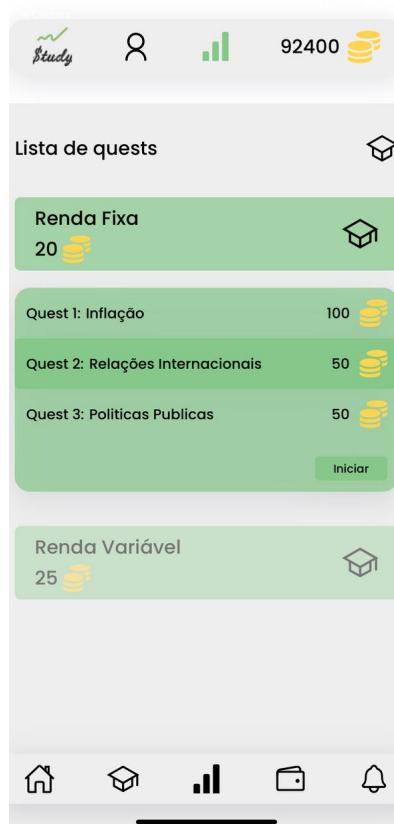 $tudy
92400
Lista de quests
Renda Fixa
20
Quest 1: Inflação 100
Quest 2: Relações Internacionais 50
Quest 3: Politicas Publicas 50
Iniciar
Renda Variável
25